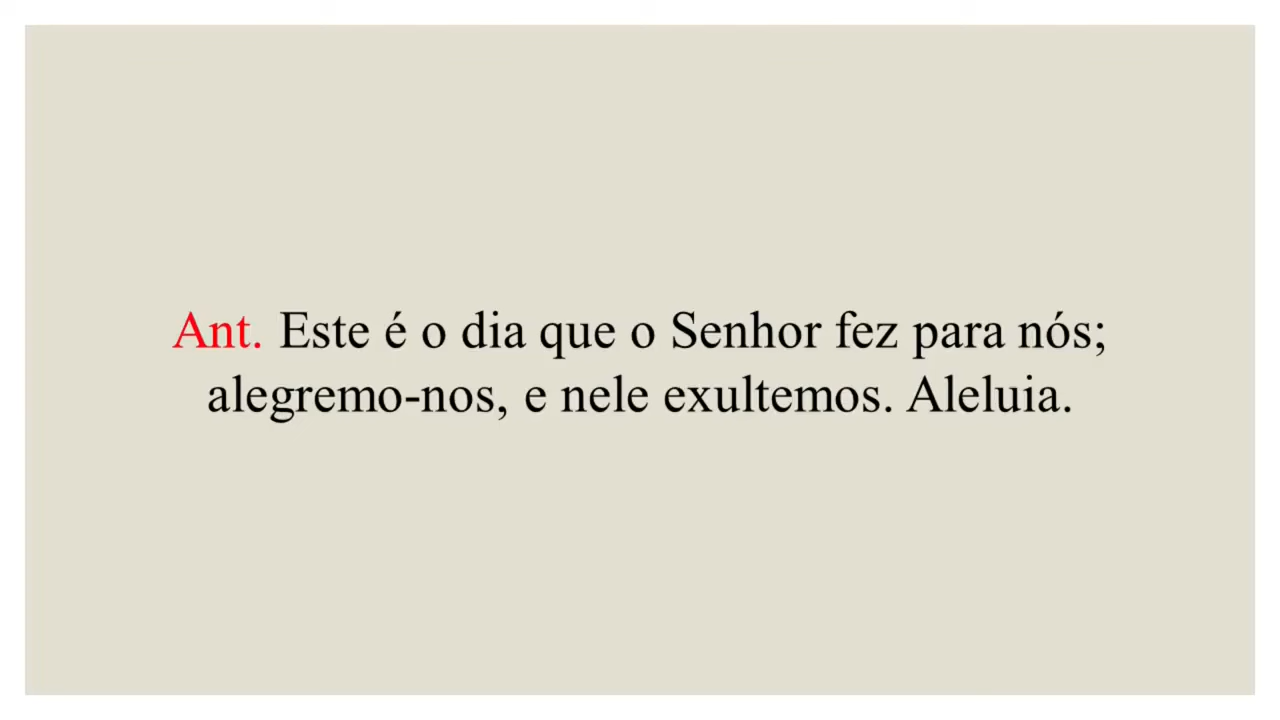 Ant. Este é o dia que o Senhor fez para nós;
alegremo-nos, e nele exultemos. Aleluia.